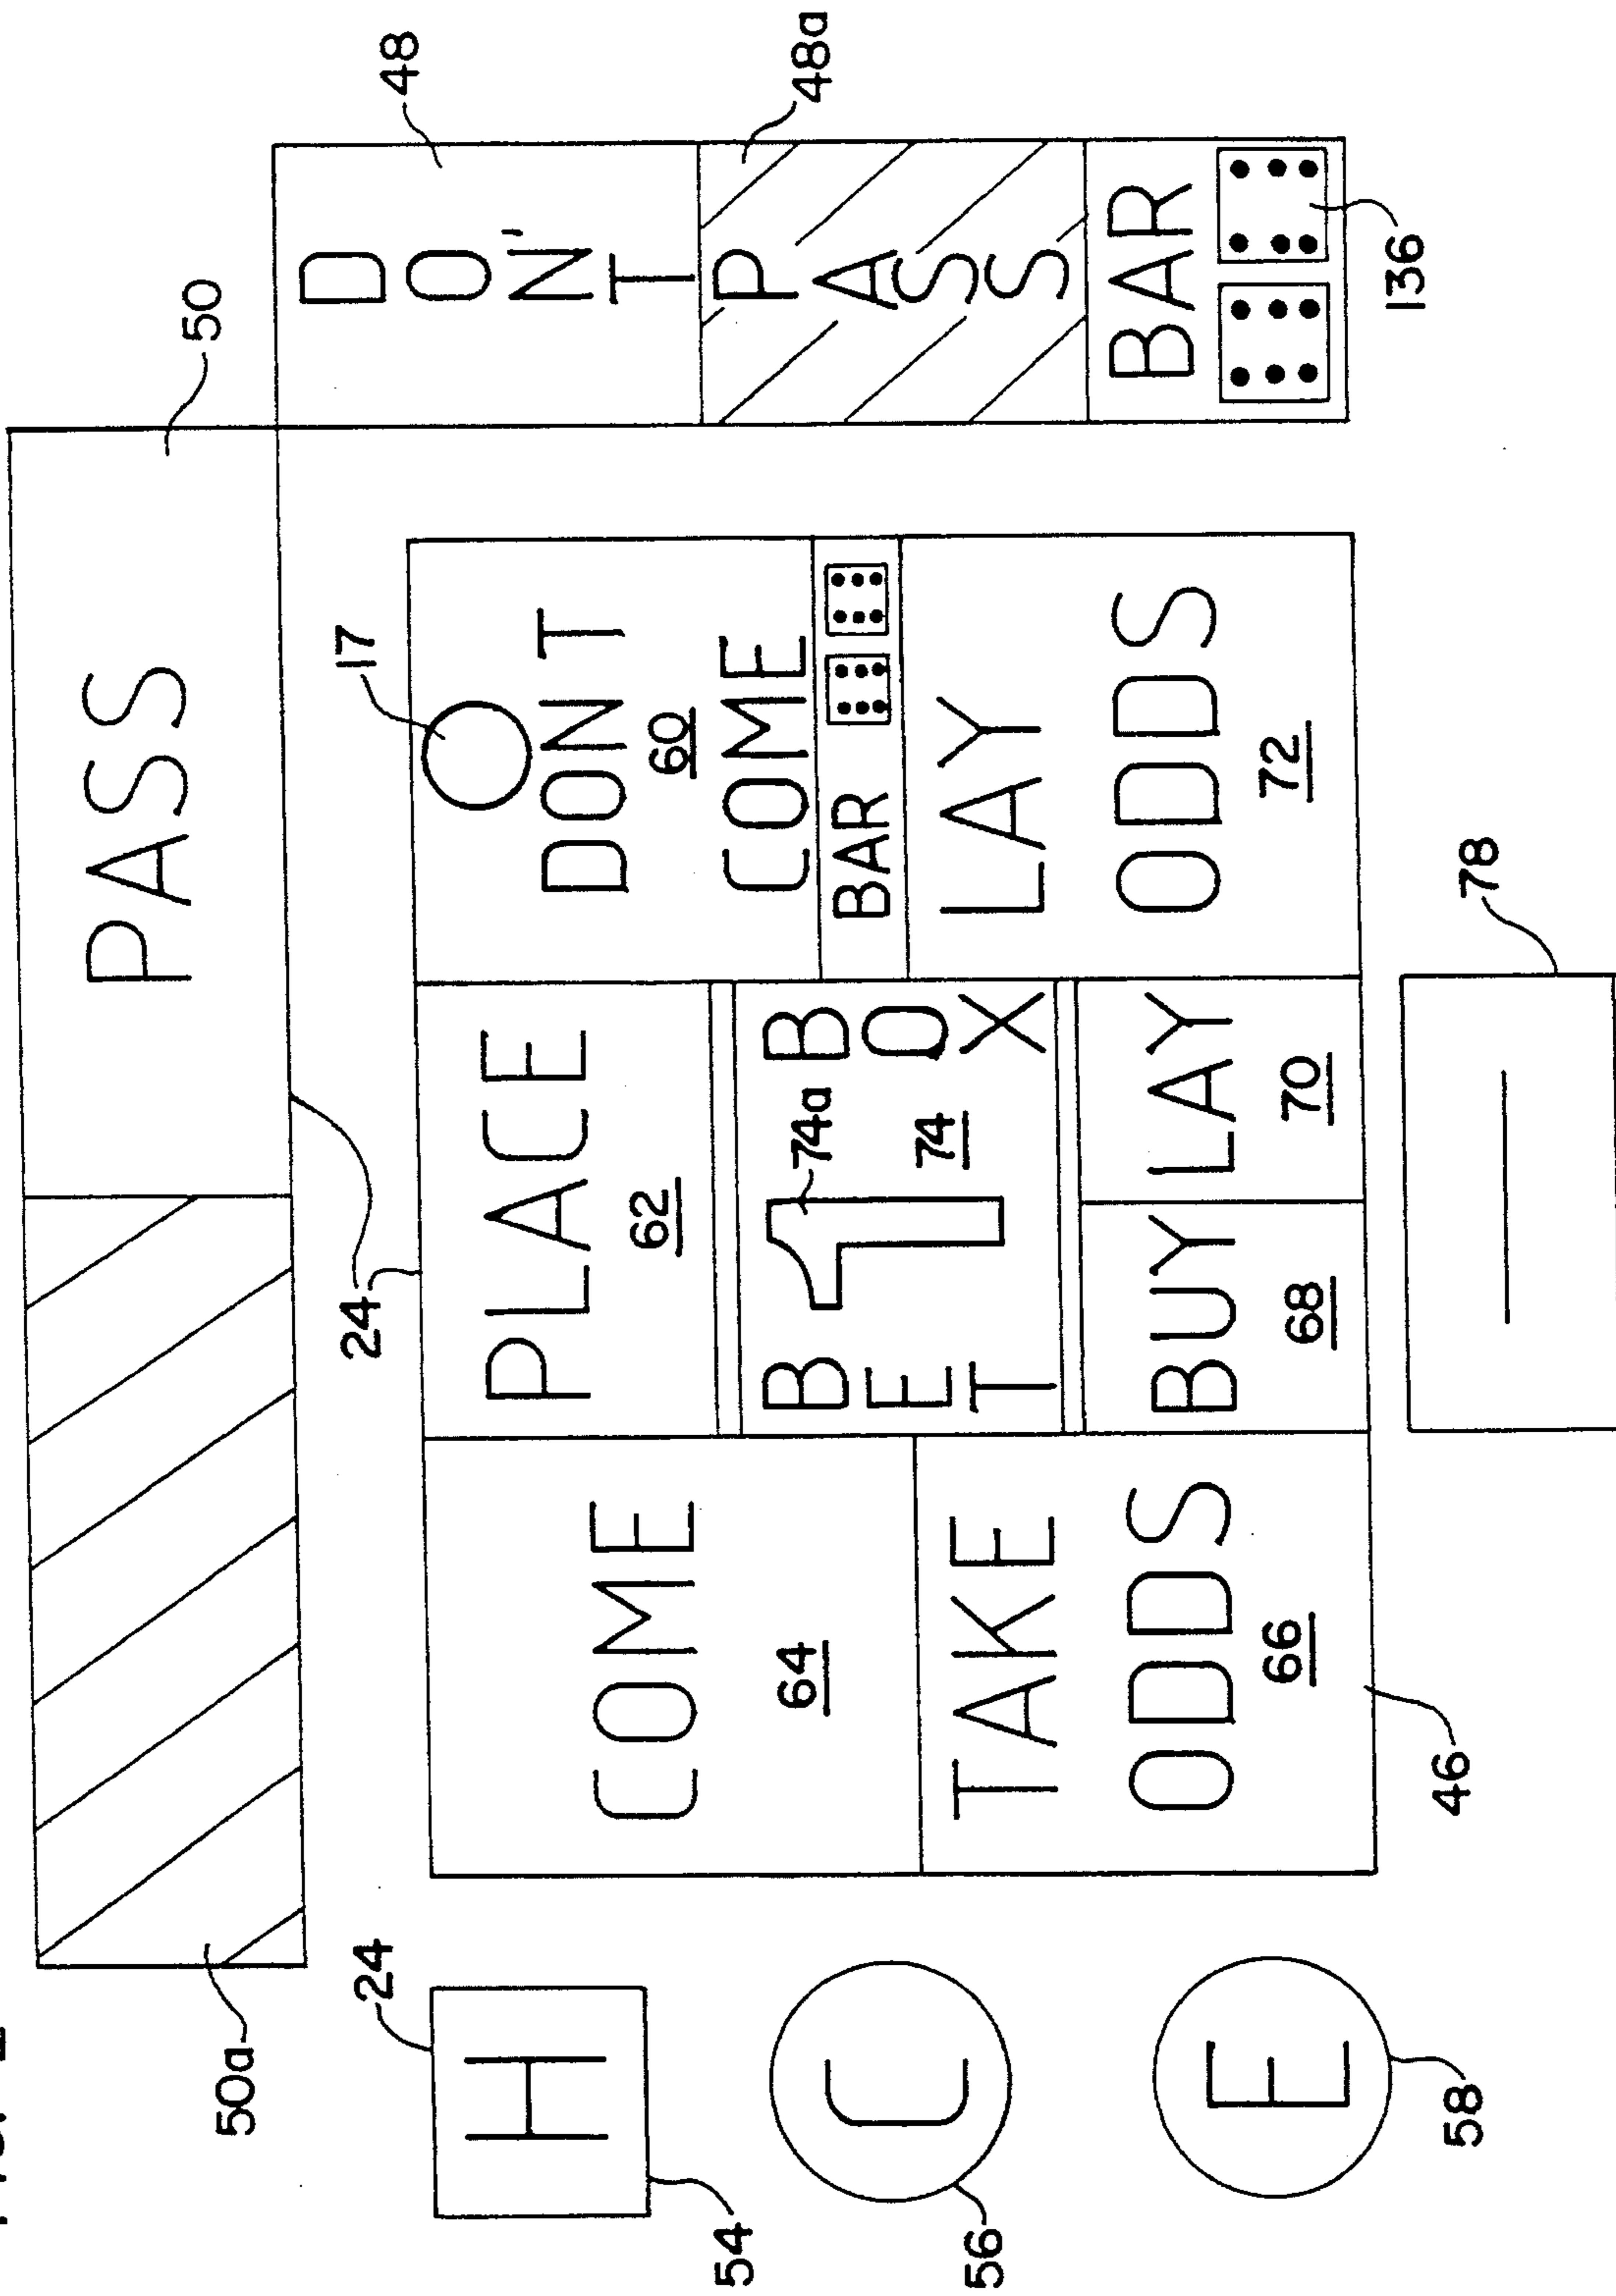 50
PASS
50a
48
DON'T
48a
PASS
BAR
136
24
17
PLACE
62
DONT
60
COME
BAR
COME
64
TAKE
ODDS
66
BET
74a
74
BOX
BUY
68
LAY
70
LAY
ODDS
72
46
78
24
H
54
C
56
E
58